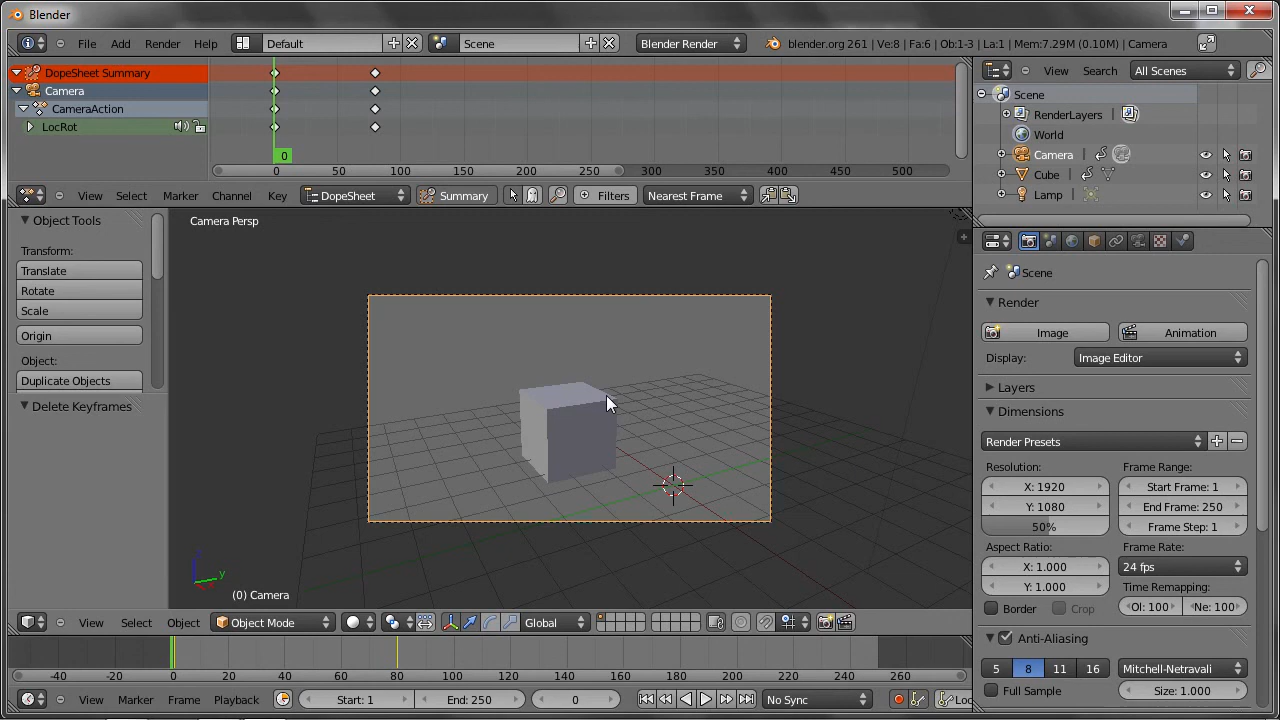 Blender
File Add Render Help Default Scene Blender Render blender.org 261 | Ve:8 | Fa:6 | Ob:1-3 | La:1 | Mem:7.29M (0.10M) | Camera
DopeSheet Summary
Camera
CameraAction
LocRot
0
0 50 100 150 200 250 300 350 400 450 500
View Select Marker Channel Key DopeSheet Summary Filters Nearest Frame
View Search All Scenes
Scene
RenderLayers
World
Camera
Cube
Lamp
Object Tools
Transform:
Translate
Rotate
Scale
Origin
Object:
Duplicate Objects
Delete Keyframes
Camera Persp
y
(0) Camera
View Select Object Object Mode Global
Scene
Render
Image Animation
Display: Image Editor
Layers
Dimensions
Render Presets
Resolution: Frame Range:
X: 1920 Start Frame: 1
Y: 1080 End Frame: 250
50% Frame Step: 1
Aspect Ratio: Frame Rate:
X: 1.000 24 fps
Y: 1.000 Time Remapping:
Border Crop Ol: 100 Ne: 100
Anti-Aliasing
5 8 11 16 Mitchell-Netravali
Full Sample Size: 1.000
-40 -20 0 20 40 60 80 100 120 140 160 180 200 220 240 260
View Marker Frame Playback Start: 1 End: 250 0 No Sync Loc